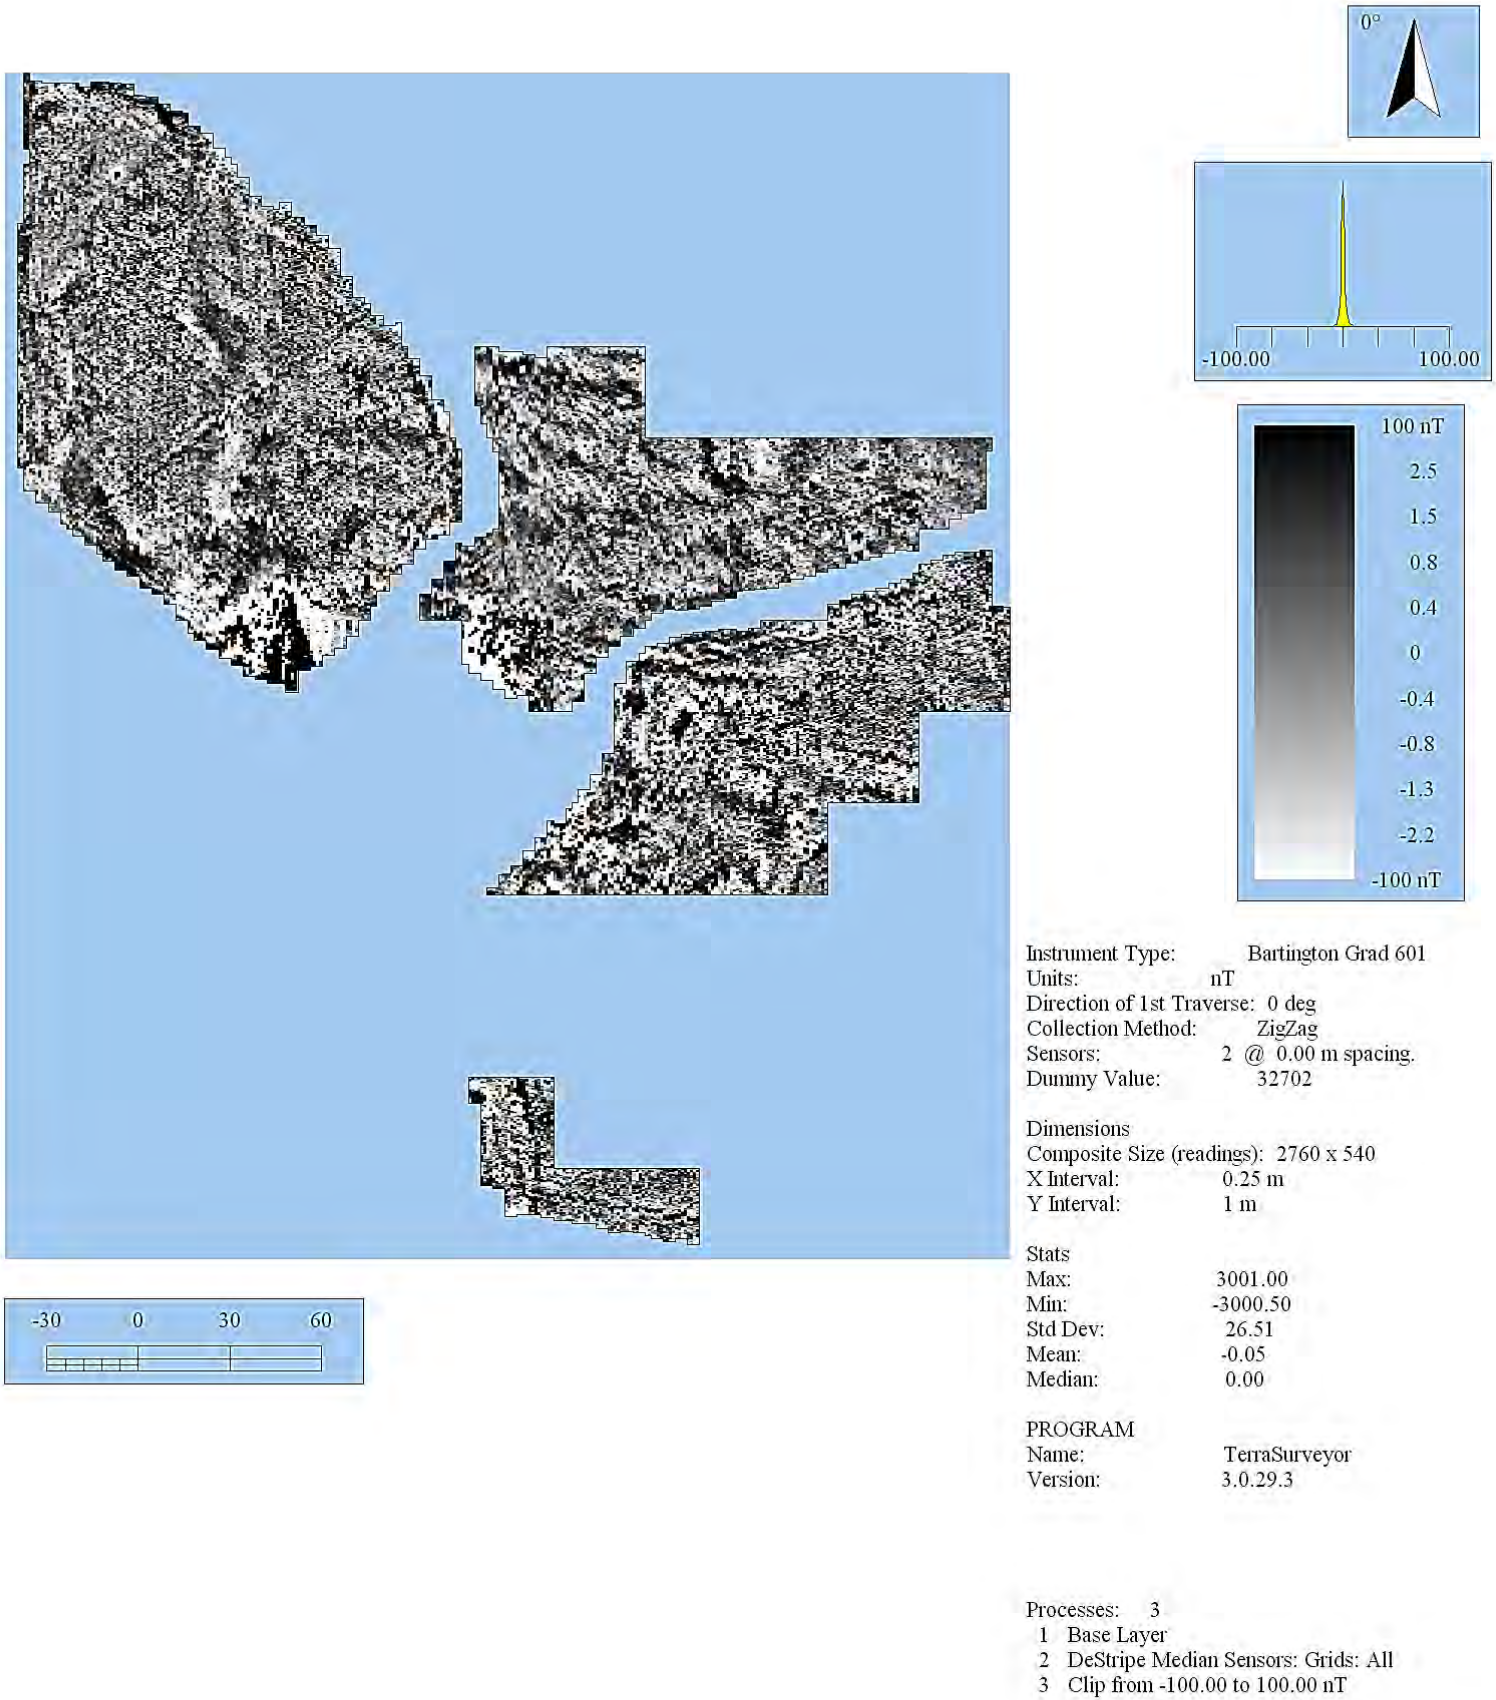 0°
-100.00 100.00
100 nT
2.5
1.5
0.8
0.4
0
-0.4
-0.8
-1.3
-2.2
-100 nT
Instrument Type: Bartington Grad 601
Units: nT
Direction of 1st Traverse: 0 deg
Collection Method: ZigZag
Sensors: 2 @ 0.00 m spacing.
Dummy Value: 32702
Dimensions
Composite Size (readings): 2760 x 540
X Interval: 0.25 m
Y Interval: 1 m
Stats
Max: 3001.00
Min: -3000.50
Std Dev: 26.51
Mean: -0.05
Median: 0.00
PROGRAM
Name: TerraSurveyor
Version: 3.0.29.3
-30 0 30 60
Processes: 3
1 Base Layer
2 DeStripe Median Sensors: Grids: All
3 Clip from -100.00 to 100.00 nT